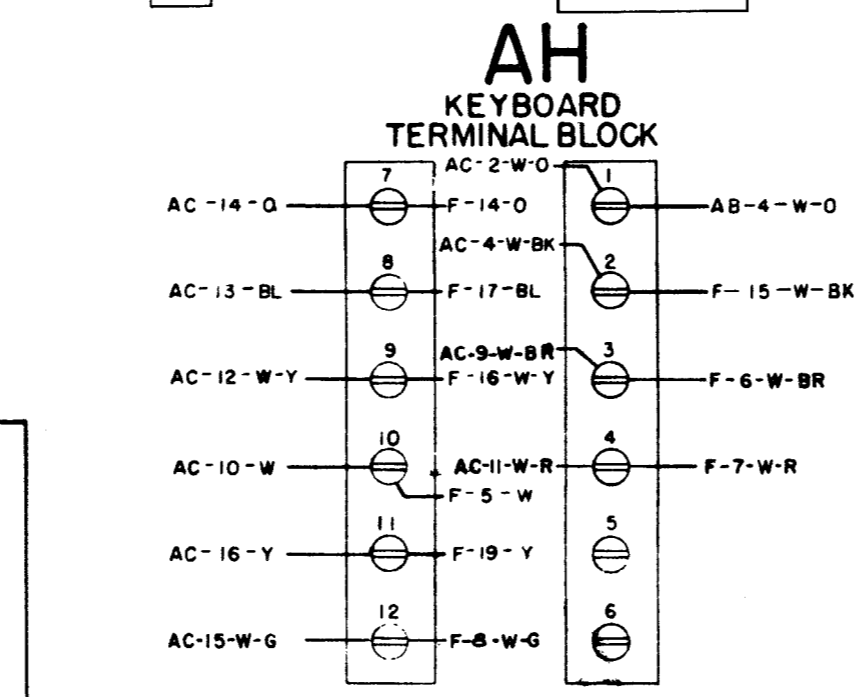 AH
KEYBOARD
TERMINAL BLOCK
7 AC-2-W-O 1
AC-14-O F-14-O AB-4-W-O
8 AC-4-W-BK 2
AC-13-BL F-17-BL F-15-W-BK
9 AC-9-W-BR 3
AC-12-W-Y F-16-W-Y F-6-W-BR
10 4
AC-10-W AC-11-W-R F-7-W-R
F-5-W
11 5
AC-16-Y F-19-Y
12 6
AC-15-W-G F-8-W-G